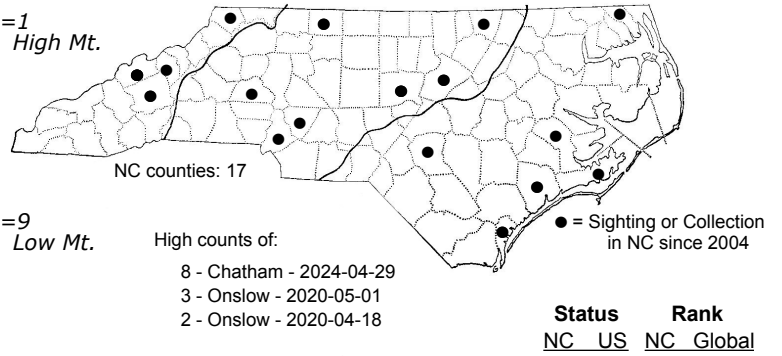 =1
High Mt.
NC counties: 17
=9
Low Mt.
High counts of:
8 - Chatham - 2024-04-29
3 - Onslow - 2020-05-01
2 - Onslow - 2020-04-18
● = Sighting or Collection
in NC since 2004
Status Rank
NC US NC Global